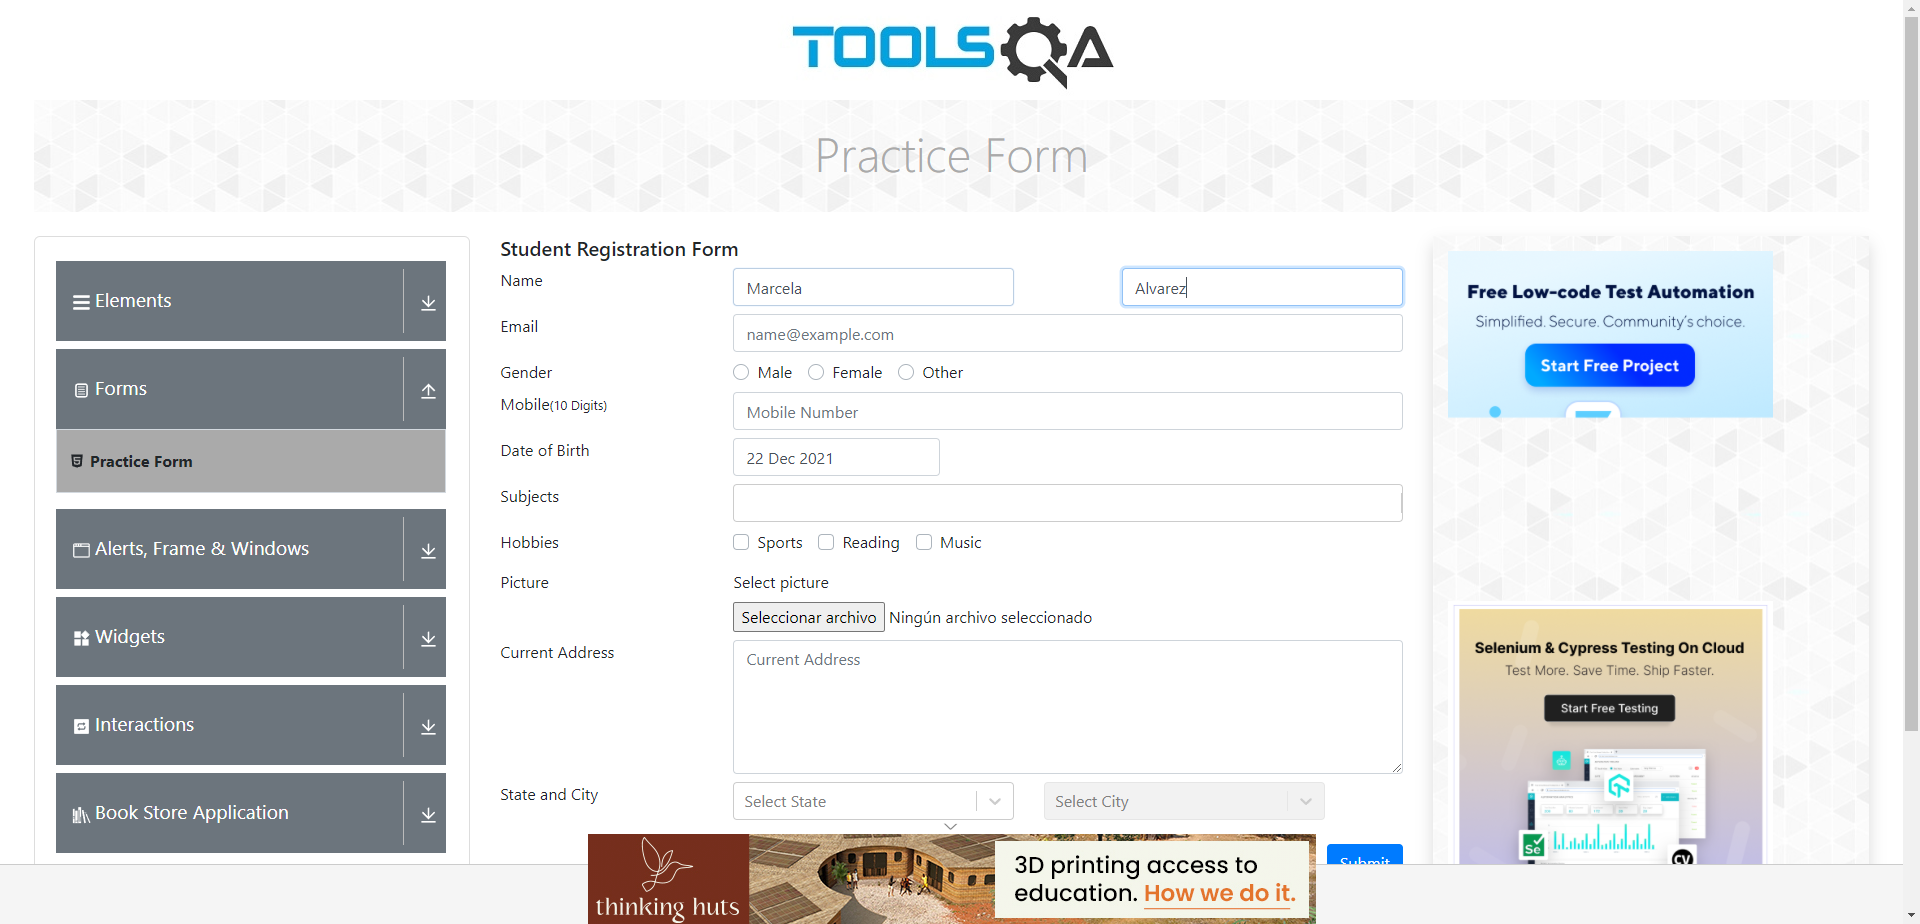 TOOLSQA
Practice Form
Elements
Forms
Practice Form
Alerts, Frame & Windows
Widgets
Interactions
Book Store Application
Student Registration Form
Name
Marcela
Alvarez
Email
name@example.com
Gender
Male
Female
Other
Mobile(10 Digits)
Mobile Number
Date of Birth
22 Dec 2021
Subjects
Hobbies
Sports
Reading
Music
Picture
Select picture
Seleccionar archivo
Ningún archivo seleccionado
Current Address
Current Address
State and City
Select State
Select City
Submit
Free Low-code Test Automation
Simplified. Secure. Community's choice.
Start Free Project
Selenium & Cypress Testing On Cloud
Test More. Save Time. Ship Faster.
Start Free Testing
Se
CV
thinking huts
3D printing access to
education. How we do it.